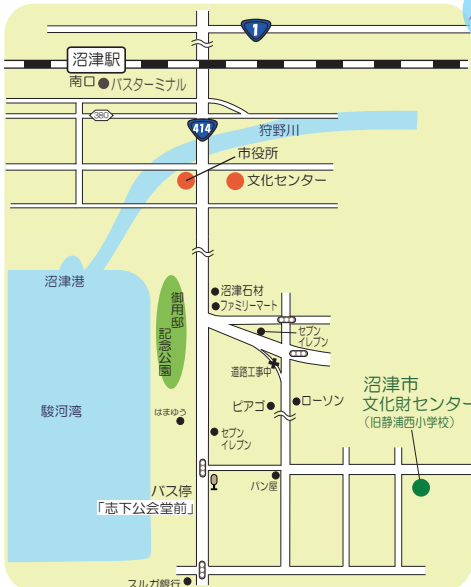 1
沼津駅
南口
バスターミナル
380
414
狩野川
市役所
文化センター
沼津港
御用邸
記念公園
沼津石材
ファミリーマート
セブン
イレブン
道路工事中
沼津市
文化財センター
(旧静浦西小学校)
ピアゴ
ローソン
駿河湾
はまゆう
セブン
イレブン
パン屋
バス停
「志下公会堂前」
スルガ銀行